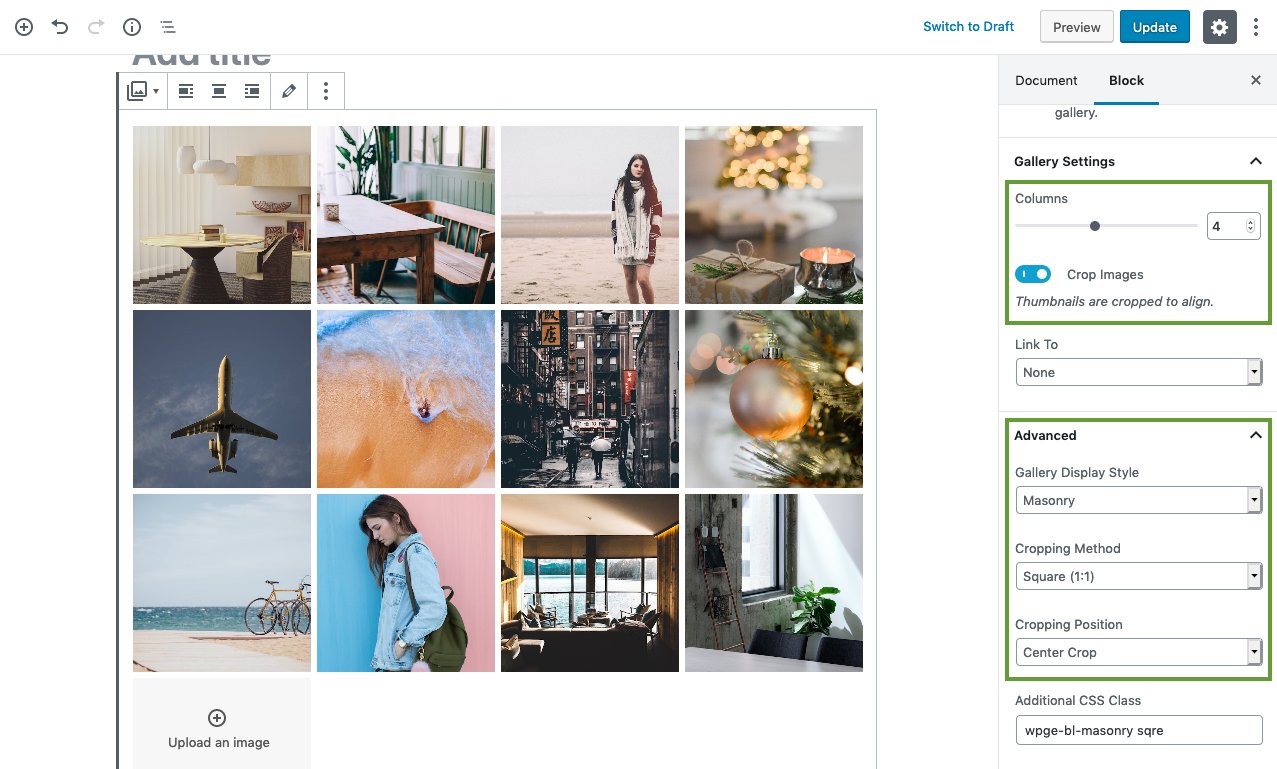 Switch to Draft
Preview
Update
Add title
Document
Block
gallery.
Gallery Settings
Columns
4
Crop Images
Thumbnails are cropped to align.
Link To
None
Advanced
Gallery Display Style
Masonry
Cropping Method
Square (1:1)
Cropping Position
Center Crop
Additional CSS Class
wpge-bl-masonry sqre
飯
店
Upload an image